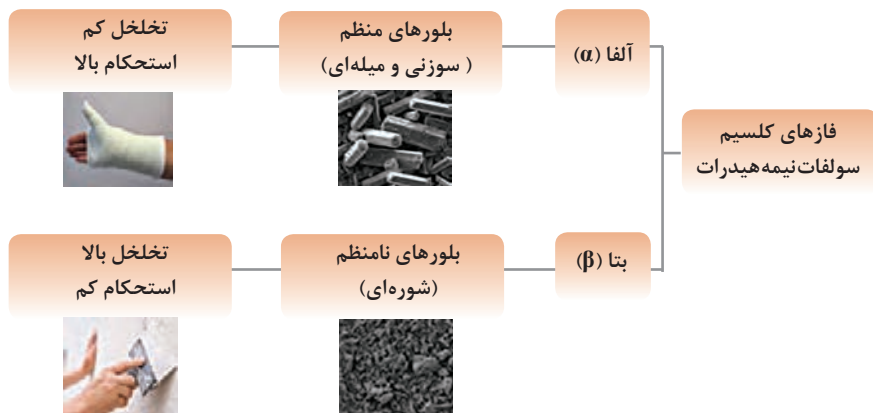 فازهای کلسیم
سولفات‌نیمه‌هیدرات
آلفا (α)
بلورهای منظم
( سوزنی و میله‌ای)
تخلخل کم
استحکام بالا
بتا (β)
بلورهای نامنظم
(شوره‌ای)
تخلخل بالا
استحکام کم